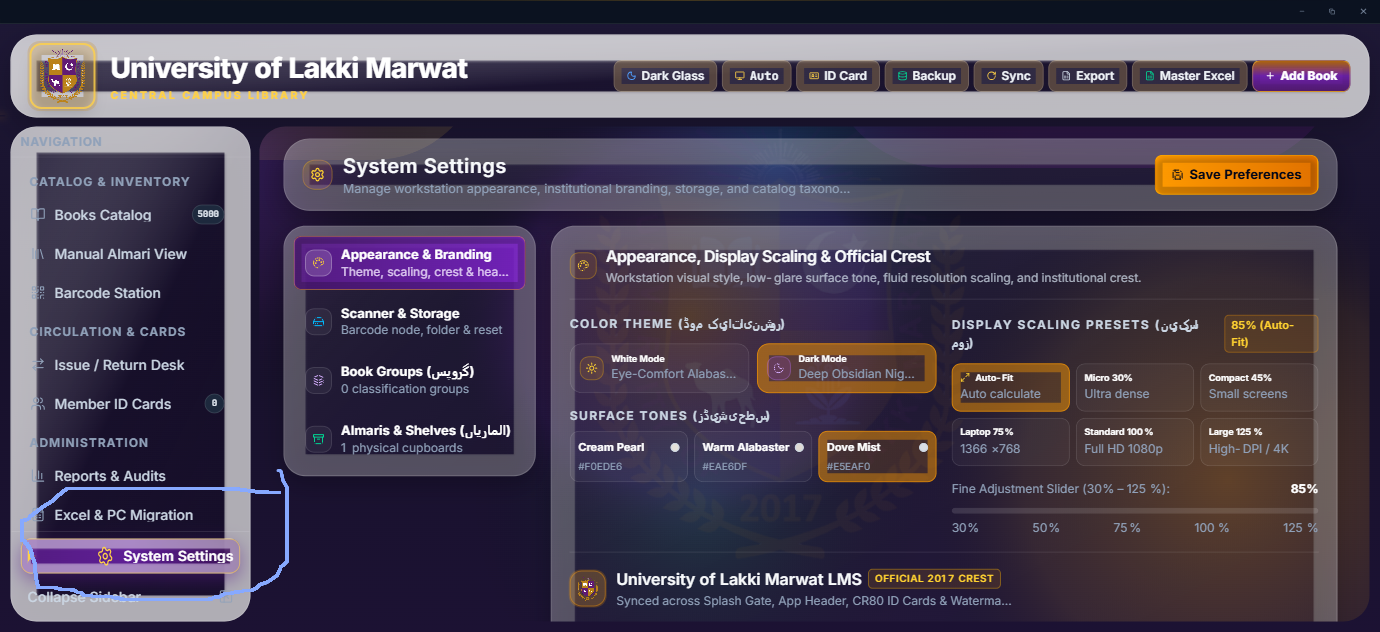 University of Lakki Marwat
CENTRAL CAMPUS LIBRARY
Dark Glass
Auto
ID Card
Backup
Sync
Export
Master Excel
+ Add Book
NAVIGATION
CATALOG & INVENTORY
Books Catalog
5000
Manual Almari View
Barcode Station
CIRCULATION & CARDS
Issue / Return Desk
Member ID Cards
0
ADMINISTRATION
Reports & Audits
Excel & PC Migration
System Settings
Collapse Sidebar
System Settings
Manage workstation appearance, institutional branding, storage, and catalog taxono...
Save Preferences
Appearance & Branding
Theme, scaling, crest & hea...
Scanner & Storage
Barcode node, folder & reset
Book Groups (گروپس)
0 classification groups
Almaris & Shelves (الماریاں)
1 physical cupboards
Appearance, Display Scaling & Official Crest
Workstation visual style, low-glare surface tone, fluid resolution scaling, and institutional crest.
COLOR THEME (
White Mode
Eye-Comfort Alabas...
Dark Mode
Deep Obsidian Nig...
SURFACE TONES (
Cream Pearl
#F0EDE6
Warm Alabaster
#EAE6DF
Dove Mist
#E5EAF0
DISPLAY SCALING PRESETS (
85% (Auto-
Fit)
Auto-Fit
Auto calculate
Micro 30%
Ultra dense
Compact 45%
Small screens
Laptop 75%
1366 ×768
Standard 100 %
Full HD 1080p
Large 125 %
High-DPI / 4K
Fine Adjustment Slider (30% – 125 %):
85%
30%
50%
75%
100 %
125 %
2017
University of Lakki Marwat LMS
OFFICIAL 2017 CREST
Synced across Splash Gate, App Header, CR80 ID Cards & Waterma...